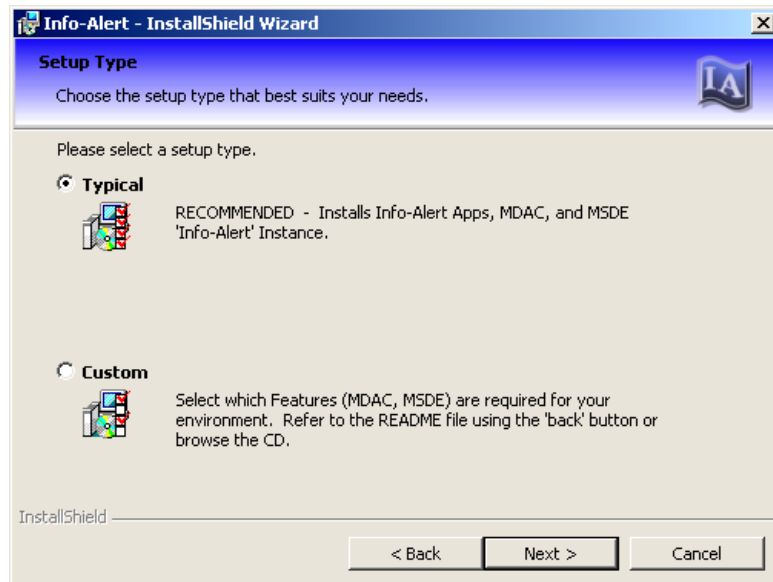 Info-Alert - InstallShield Wizard
Setup Type
Choose the setup type that best suits your needs.
IA
Please select a setup type.
Typical
RECOMMENDED - Installs Info-Alert Apps, MDAC, and MSDE
'Info-Alert' Instance.
Custom
Select which Features (MDAC, MSDE) are required for your
environment. Refer to the README file using the 'back' button or
browse the CD.
InstallShield
< Back
Next >
Cancel